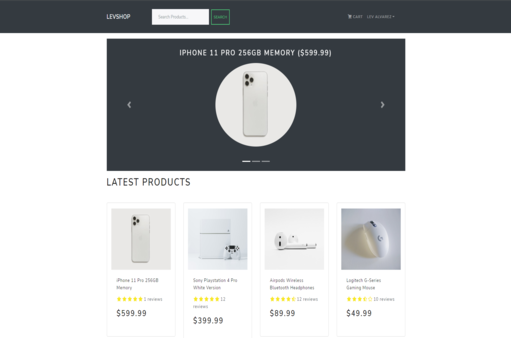 LEVSHOP
Search Products...
SEARCH
CART
LEV ALVAREZ
IPHONE 11 PRO 256GB MEMORY ($599.99)
LATEST PRODUCTS
iPhone 11 Pro 256GB
Memory
1 reviews
$599.99
Sony Playstation 4 Pro
White Version
12
reviews
$399.99
Airpods Wireless
Bluetooth Headphones
12 reviews
$89.99
Logitech G-Series
Gaming Mouse
10 reviews
$49.99